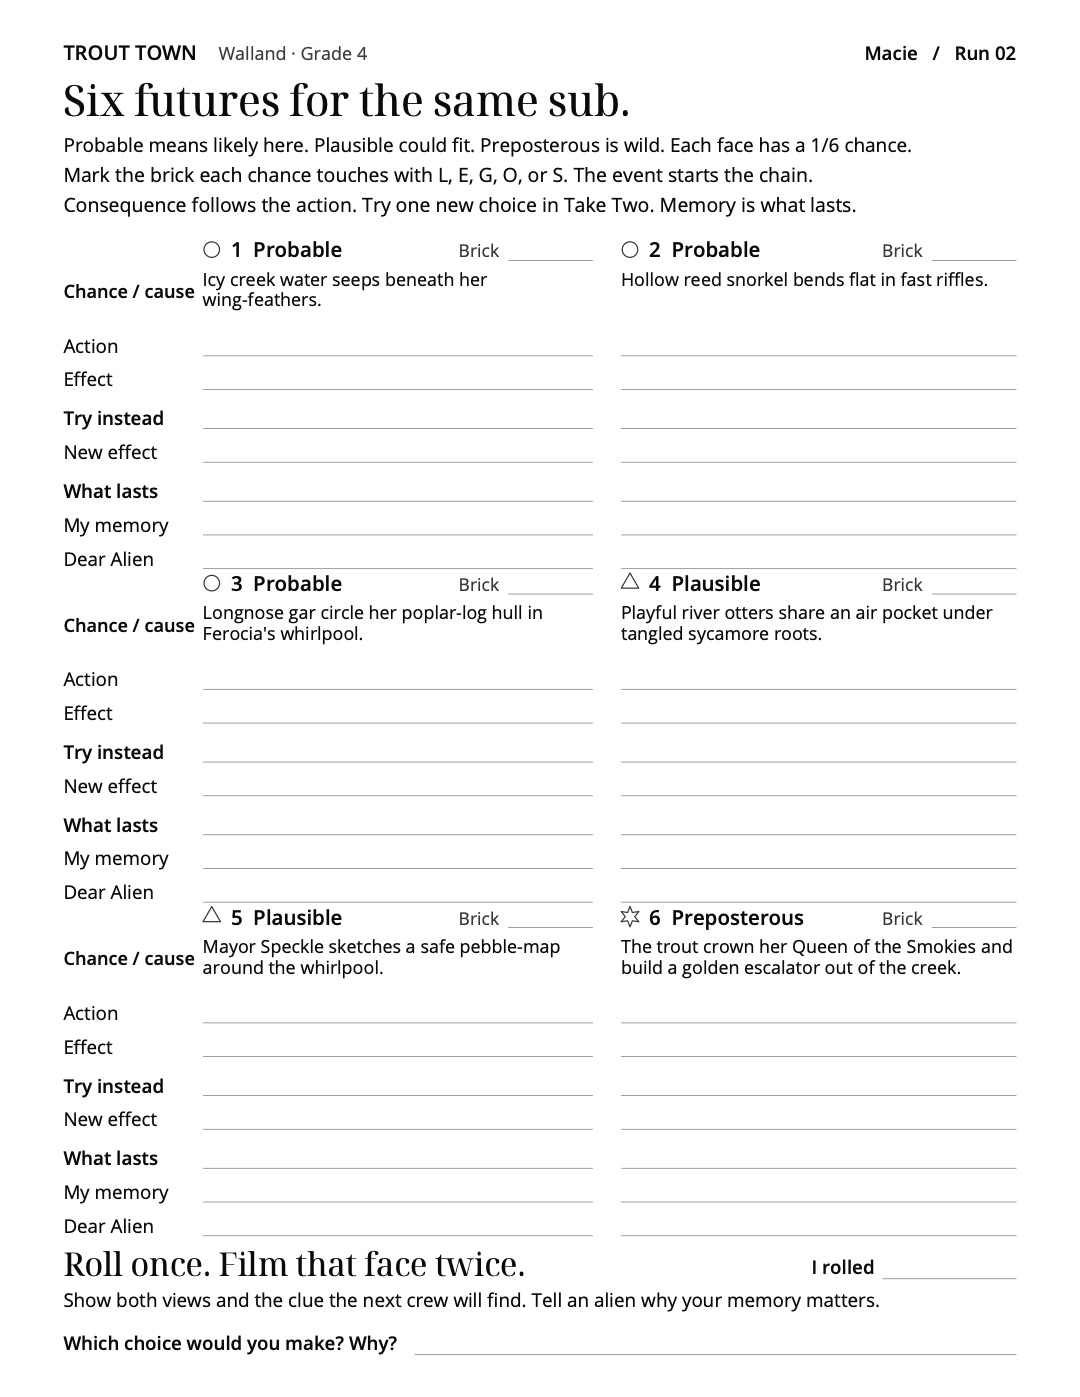 TROUT TOWN Walland · Grade 4 Macie / Run 02
Six futures for the same sub.
Probable means likely here. Plausible could fit. Preposterous is wild. Each face has a 1/6 chance.
Mark the brick each chance touches with L, E, G, O, or S. The event starts the chain.
Consequence follows the action. Try one new choice in Take Two. Memory is what lasts.
1 Probable Brick
2 Probable Brick
Chance / cause
Icy creek water seeps beneath her
wing-feathers.
Hollow reed snorkel bends flat in fast riffles.
Action
Effect
Try instead
New effect
What lasts
My memory
Dear Alien
3 Probable Brick
4 Plausible Brick
Chance / cause
Longnose gar circle her poplar-log hull in
Ferocia's whirlpool.
Playful river otters share an air pocket under
tangled sycamore roots.
Action
Effect
Try instead
New effect
What lasts
My memory
Dear Alien
5 Plausible Brick
6 Preposterous Brick
Chance / cause
Mayor Speckle sketches a safe pebble-map
around the whirlpool.
The trout crown her Queen of the Smokies and
build a golden escalator out of the creek.
Action
Effect
Try instead
New effect
What lasts
My memory
Dear Alien
Roll once. Film that face twice. I rolled
Show both views and the clue the next crew will find. Tell an alien why your memory matters.
Which choice would you make? Why?